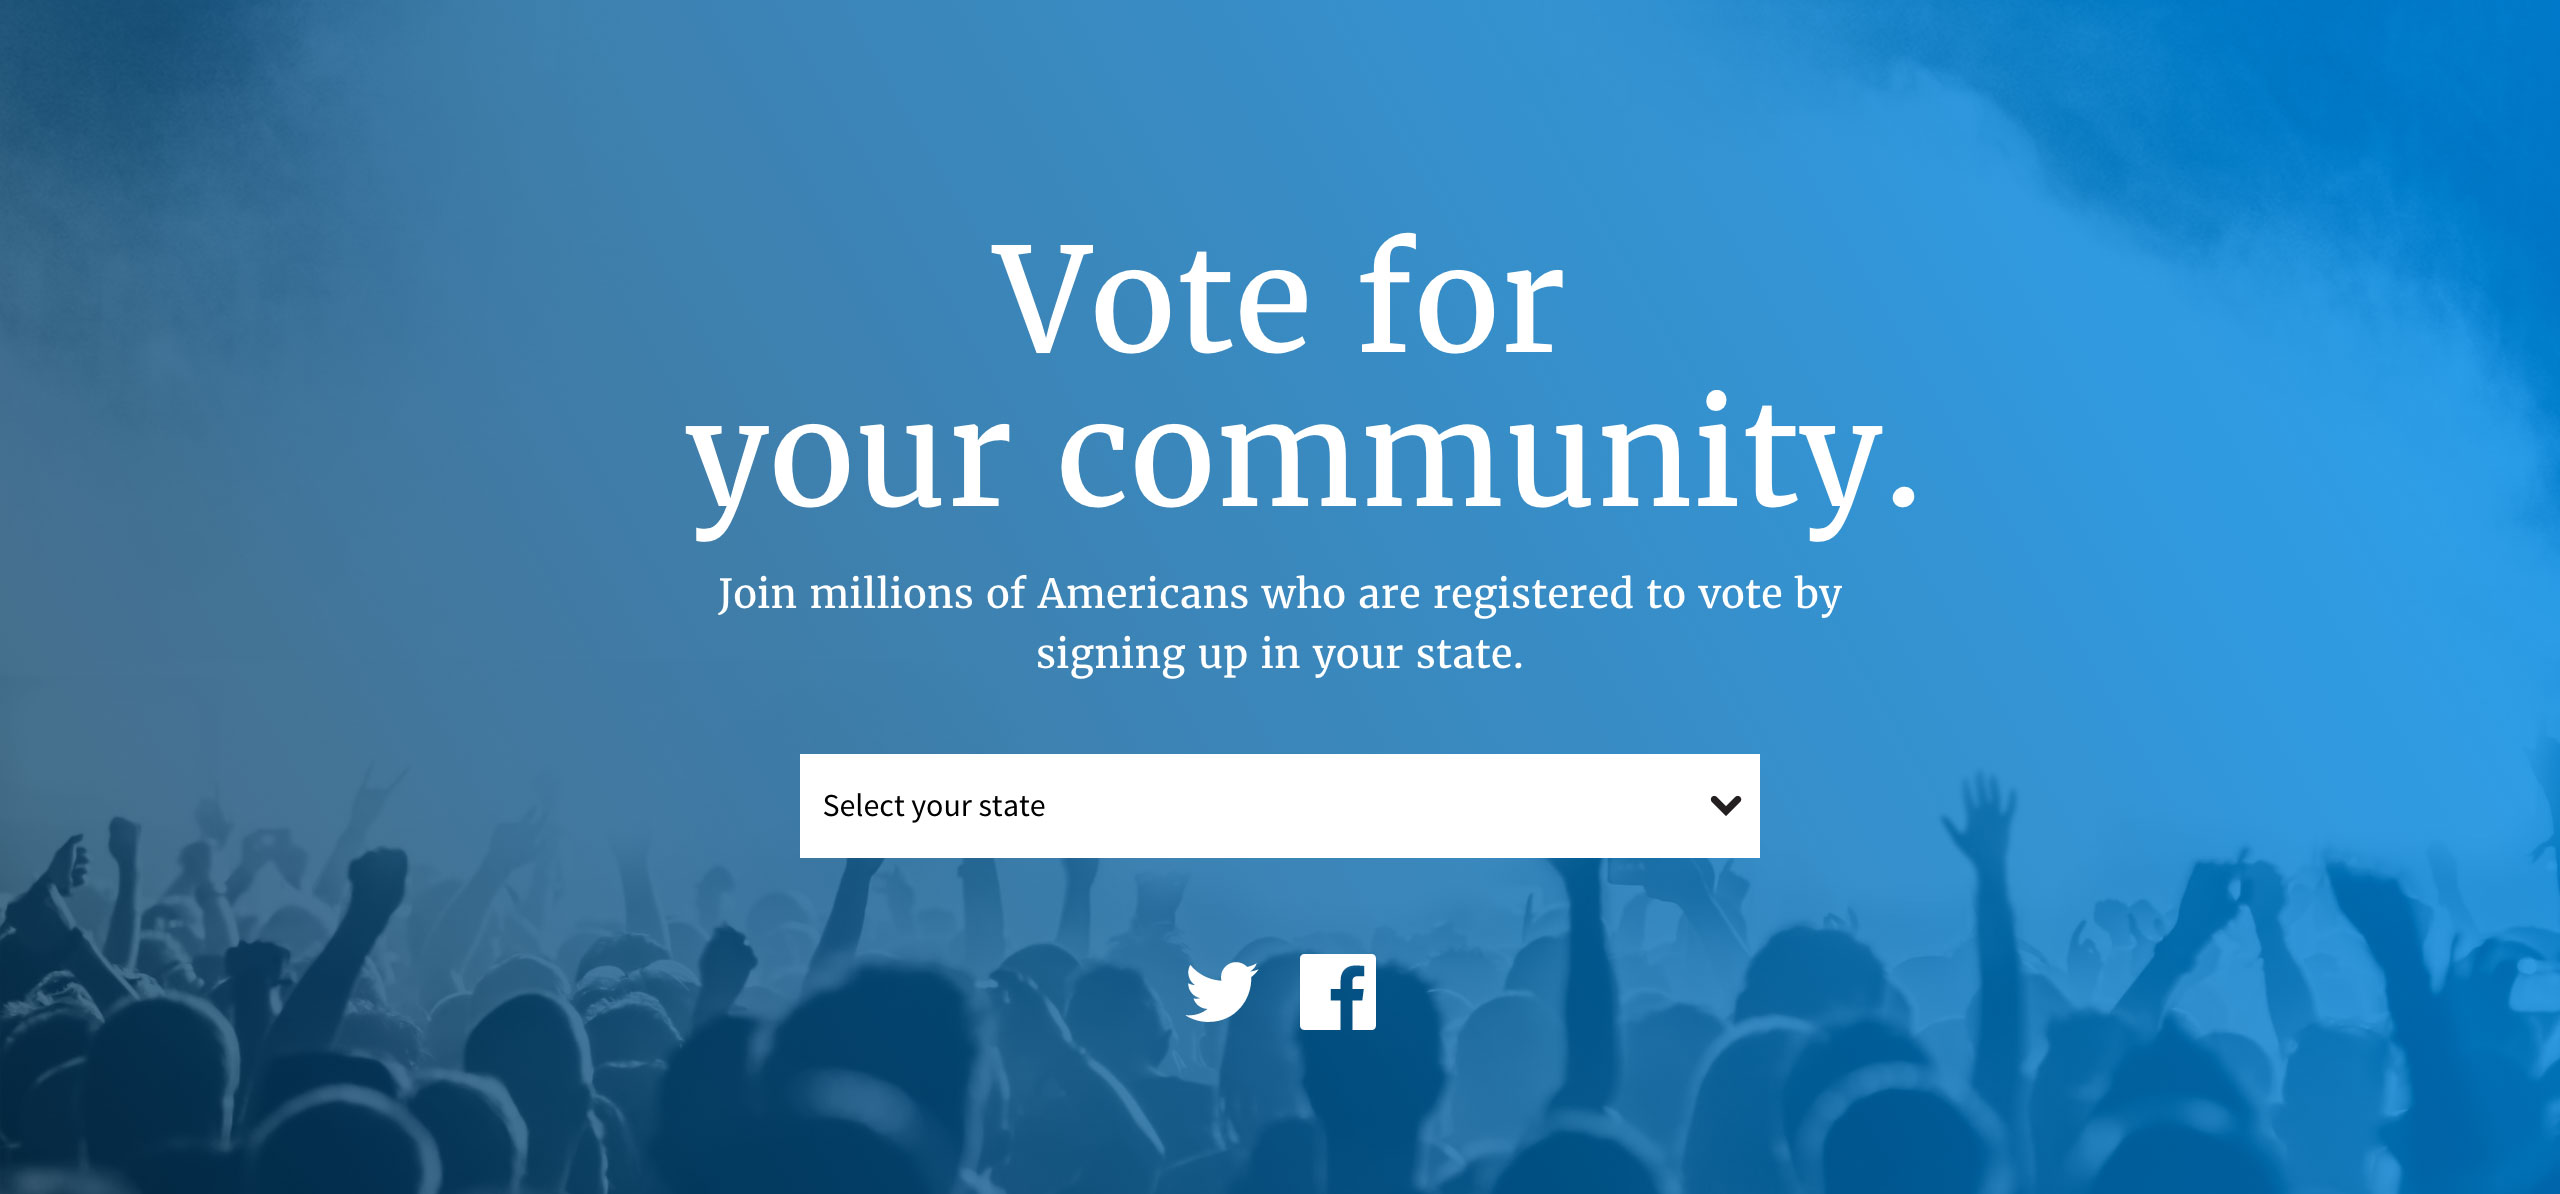 Vote for
your community.
Join millions of Americans who are registered to vote by
signing up in your state.
Select your state